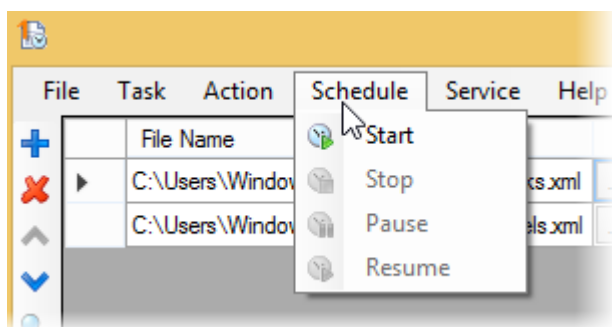 File Task Action Schedule Service Help
File Name
Start
C:\Users\Window ks.xml ...
Stop
C:\Users\Window els.xml
Pause
Resume